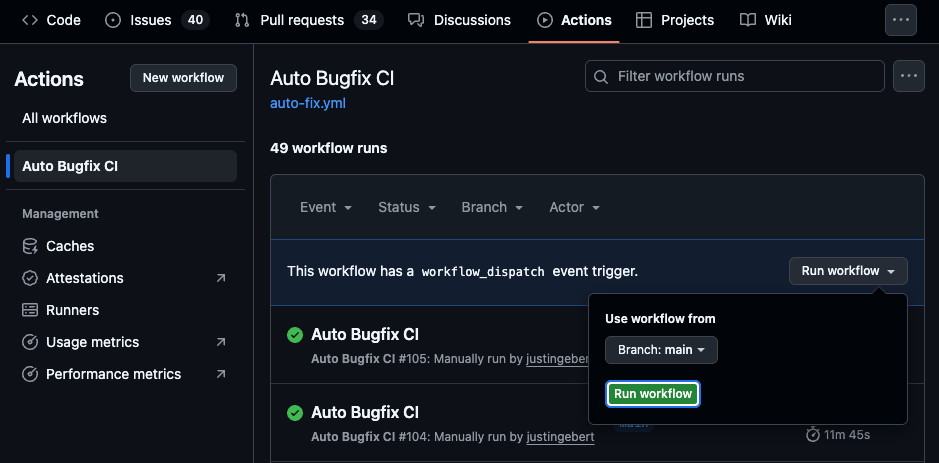 Code Issues 40 Pull requests 34 Discussions Actions Projects Wiki
Actions New workflow
All workflows
Auto Bugfix CI
Management
Caches
Attestations
Runners
Usage metrics
Performance metrics
Auto Bugfix CI
auto-fix.yml
Filter workflow runs
49 workflow runs
Event Status Branch Actor
This workflow has a workflow_dispatch event trigger.
Run workflow
Use workflow from
Branch: main
Run workflow
Auto Bugfix CI
Auto Bugfix CI #105: Manually run by justingebert
Auto Bugfix CI
Auto Bugfix CI #104: Manually run by justingebert
11m 45s